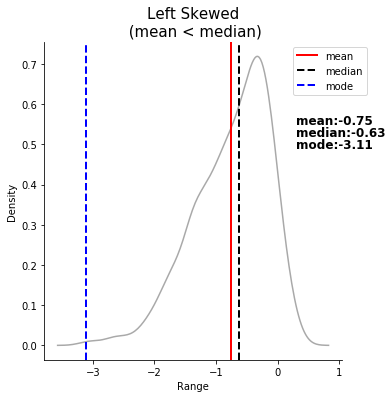 Left Skewed
(mean < median)
mean
median
mode
mean:-0.75
median:-0.63
mode:-3.11
0.7
0.6
0.5
0.4
0.3
0.2
0.1
0.0
Density
−3
−2
−1
0
1
Range